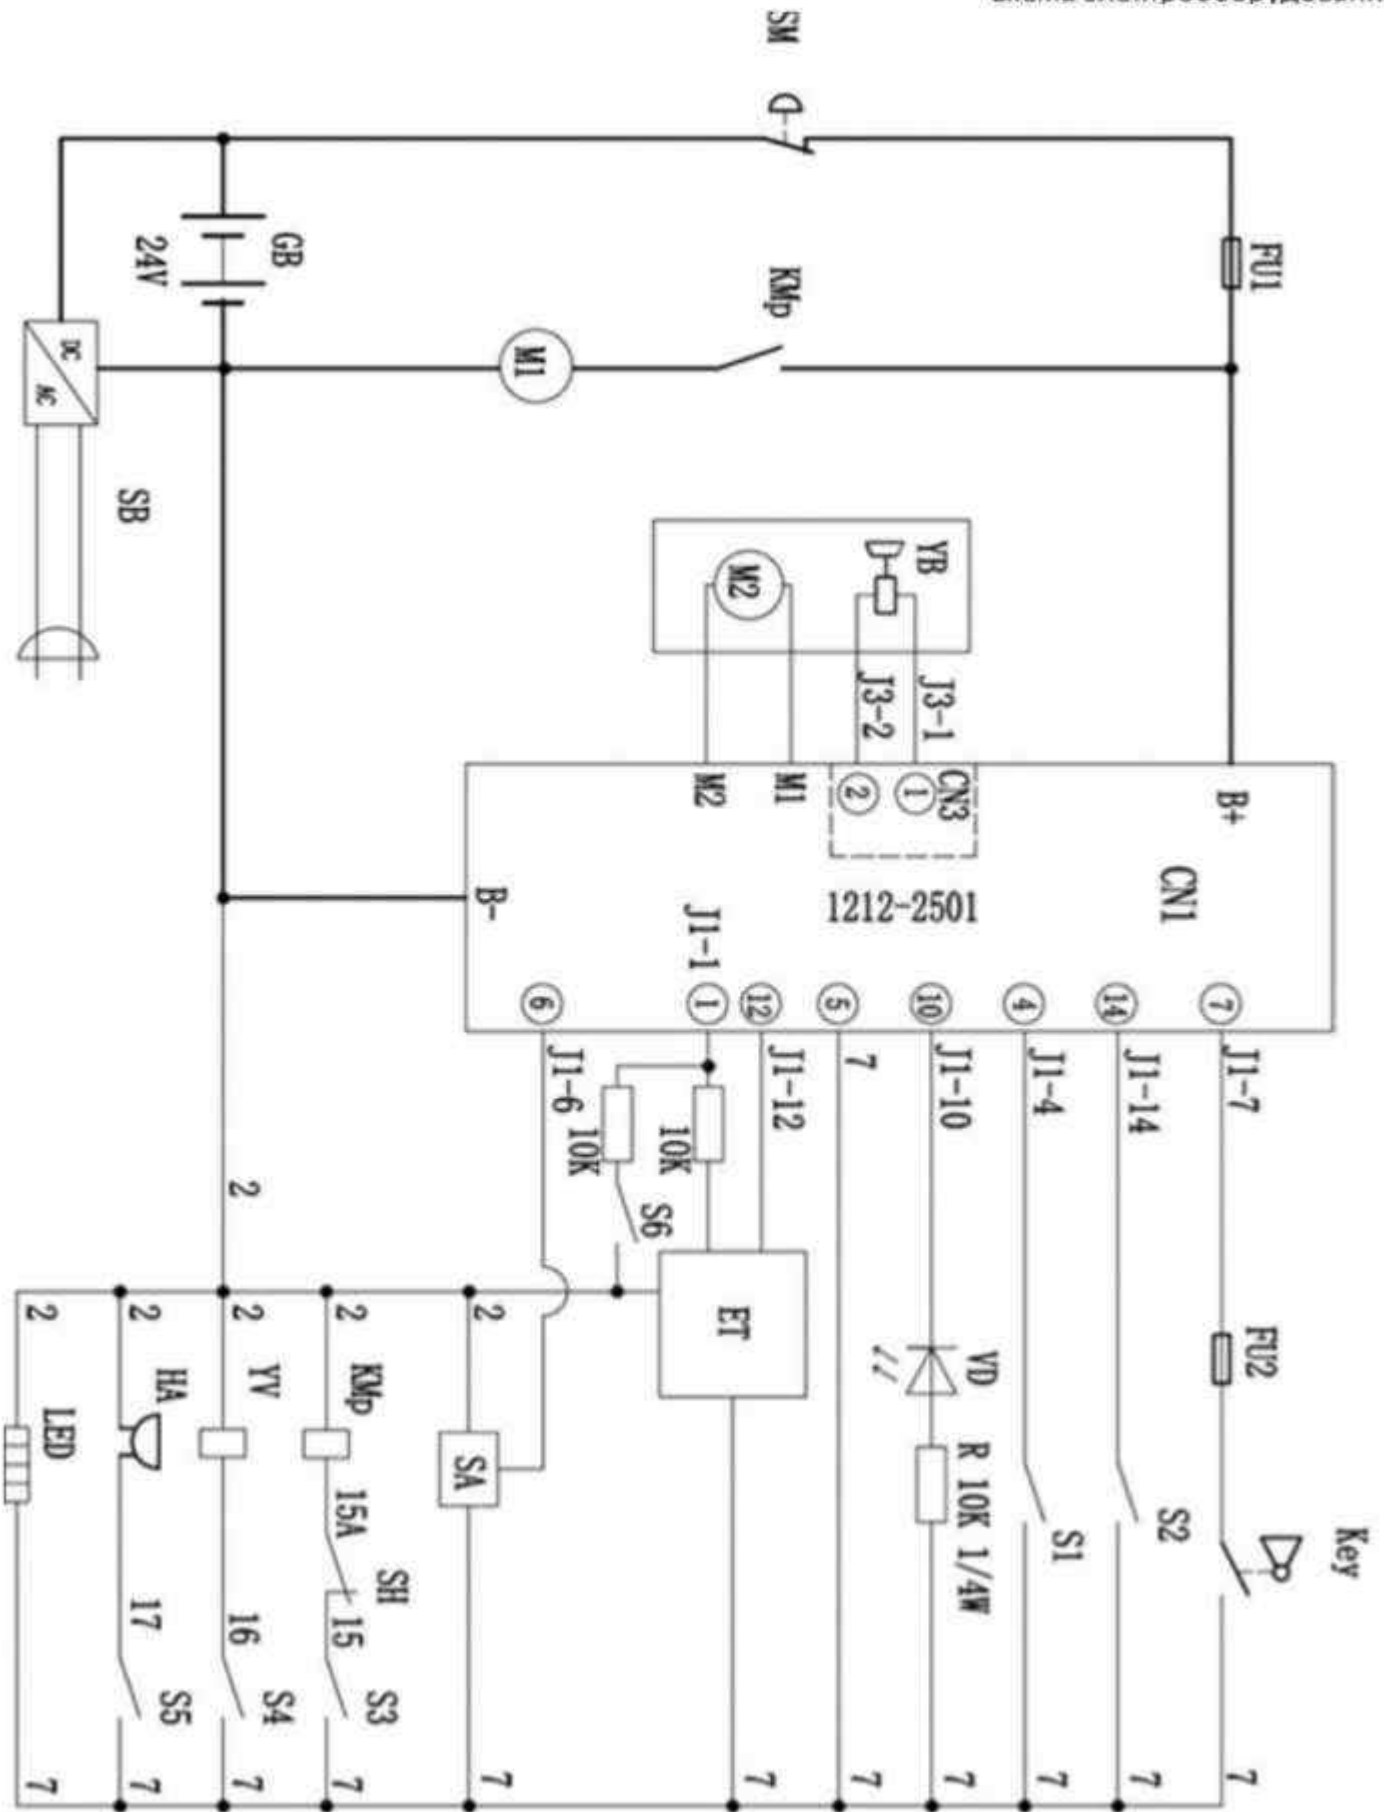 SM
FU1
GB
24V
KMp
M1
DC
AC
SB
YB
M2
J3-1
J3-2
CN3
1
2
M1
M2
B+
CN1
1212-2501
B-
J1-1
6
1
12
5
10
4
14
7
J1-6
J1-12
7
J1-10
J1-4
J1-14
J1-7
10K
10K
S6
2
ET
VD
R 10K 1/4W
FU2
Key
S2
S1
2
2
2
2
2
LED
HA
YV
KMp
SA
15A
SH
15
16
17
S5
S4
S3
7
7
7
7
7
7
7
7
7
7